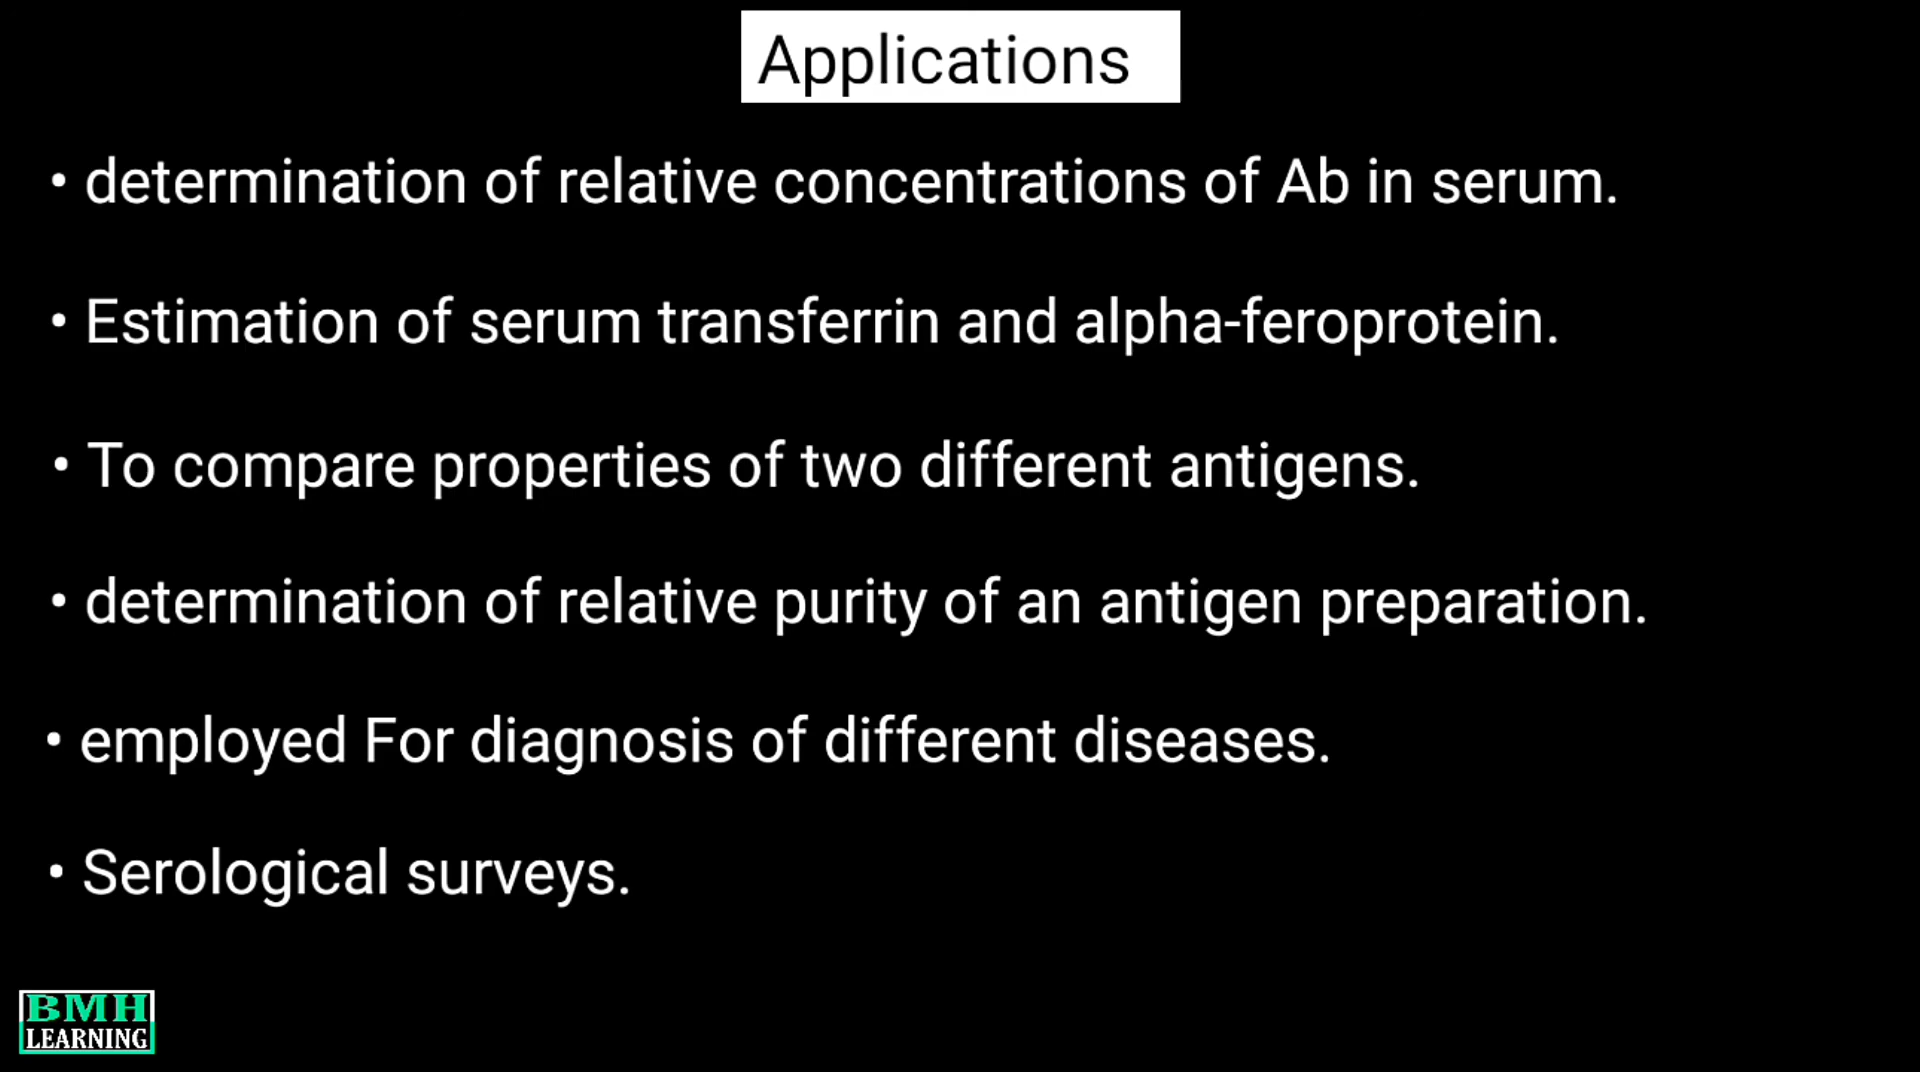 Applications
• determination of relative concentrations of Ab in serum.
• Estimation of serum transferrin and alpha-feroprotein.
• To compare properties of two different antigens.
• determination of relative purity of an antigen preparation.
• employed For diagnosis of different diseases.
• Serological surveys.
BMH
LEARNING